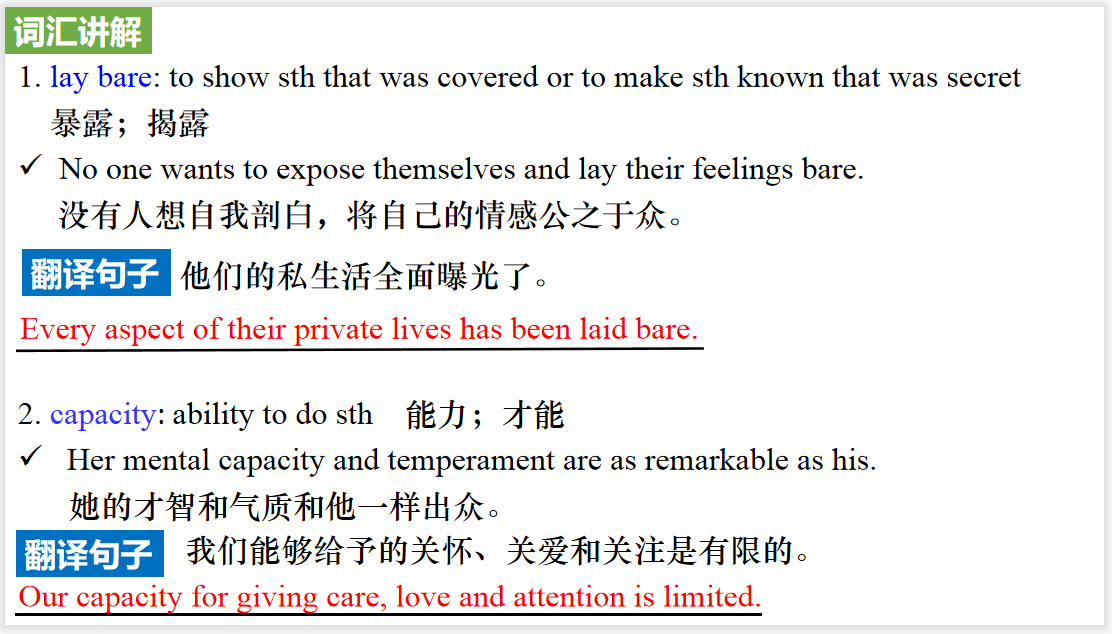 词汇讲解
1. lay bare: to show sth that was covered or to make sth known that was secret
暴露；揭露
✓ No one wants to expose themselves and lay their feelings bare.
没有人想自我剖白，将自己的情感公之于众。
翻译句子 他们的私生活全面曝光了。
Every aspect of their private lives has been laid bare.
2. capacity: ability to do sth 能力；才能
✓ Her mental capacity and temperament are as remarkable as his.
她的才智和气质和他一样出众。
翻译句子 我们能够给予的关怀、关爱和关注是有限的。
Our capacity for giving care, love and attention is limited.